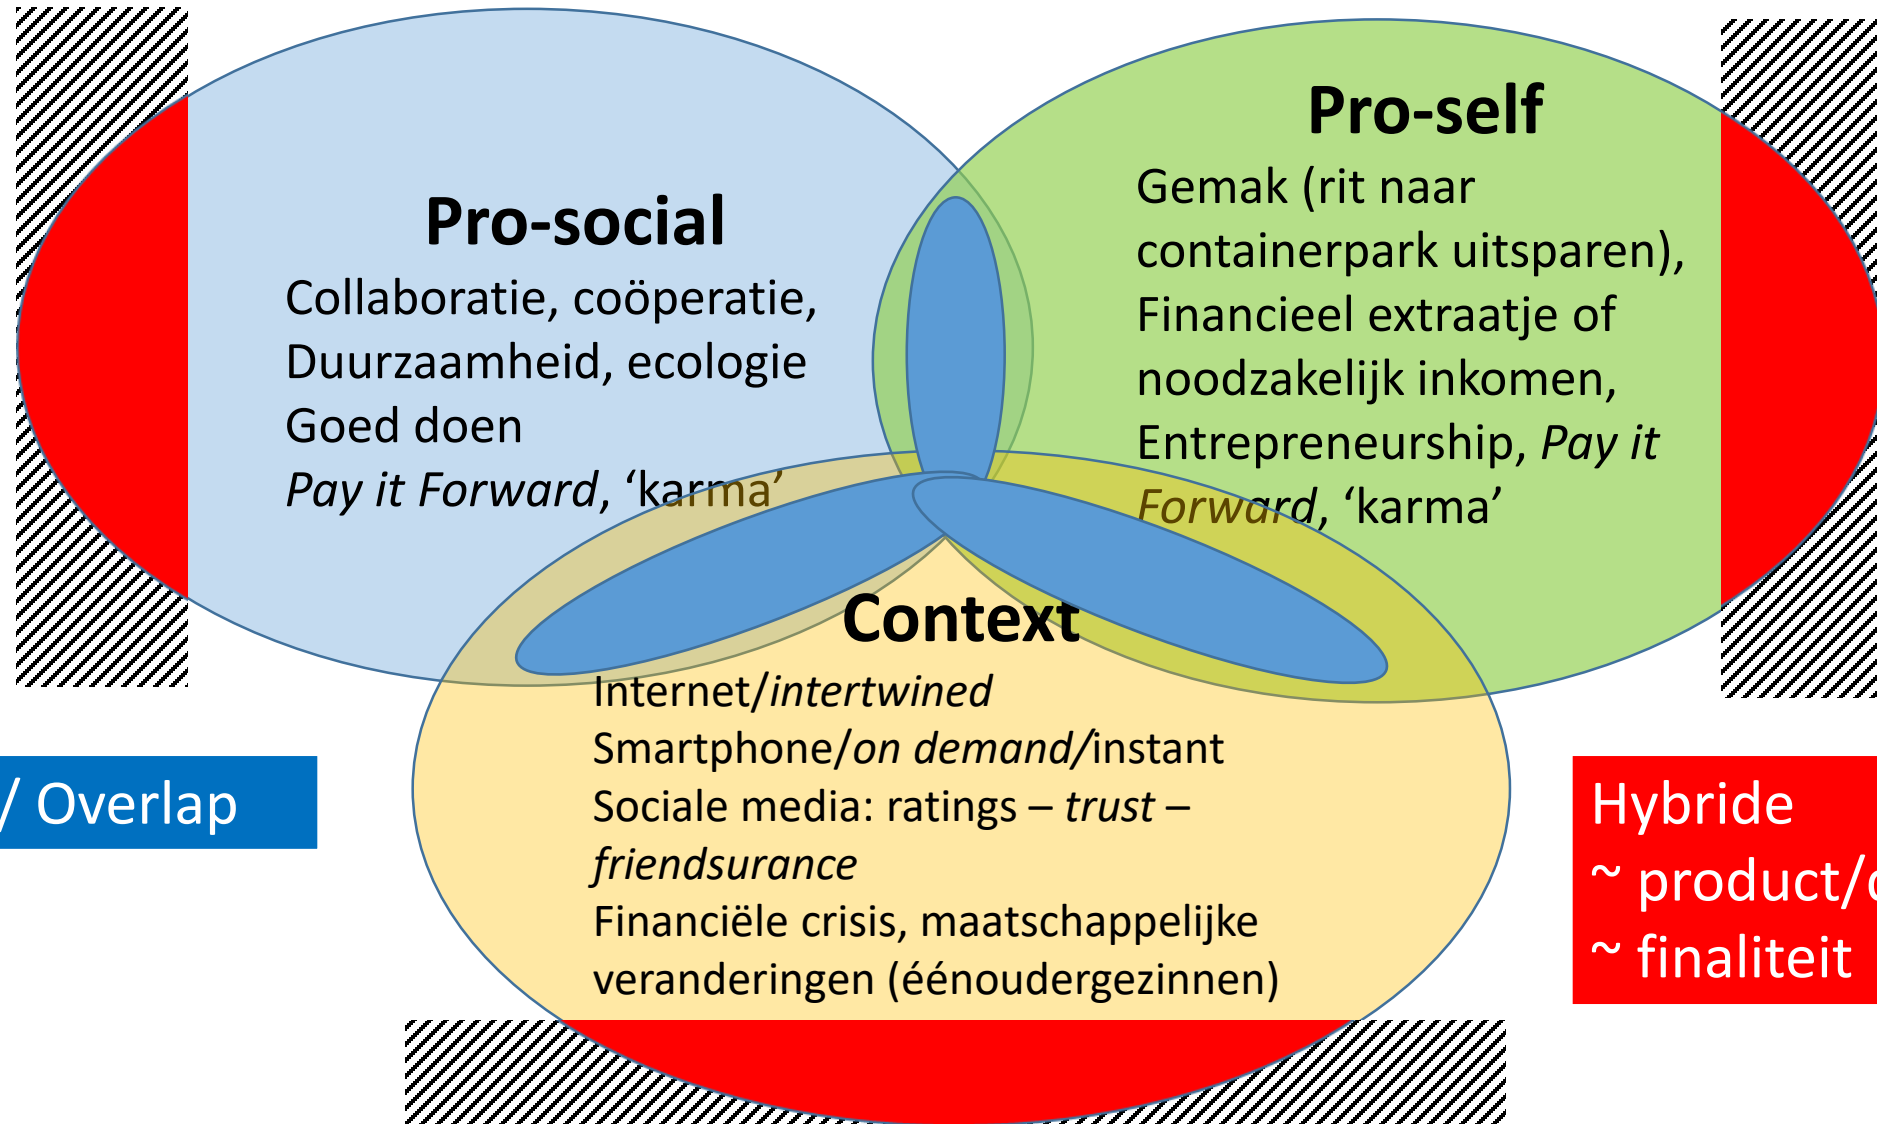 Pro-social
Collaboratie, coöperatie,
Duurzaamheid, ecologie
Goed doen
Pay it Forward, ‘karma’
Pro-self
Gemak (rit naar
containerpark uitsparen),
Financieel extraatje of
noodzakelijk inkomen,
Entrepreneurship, Pay it
Forward, ‘karma’
Context
Internet/intertwined
Smartphone/on demand/instant
Sociale media: ratings – trust –
friendsurance
Financiële crisis, maatschappelijke
veranderingen (éénoudergezinnen)
/ Overlap
Hybride
~ product/
~ finaliteit